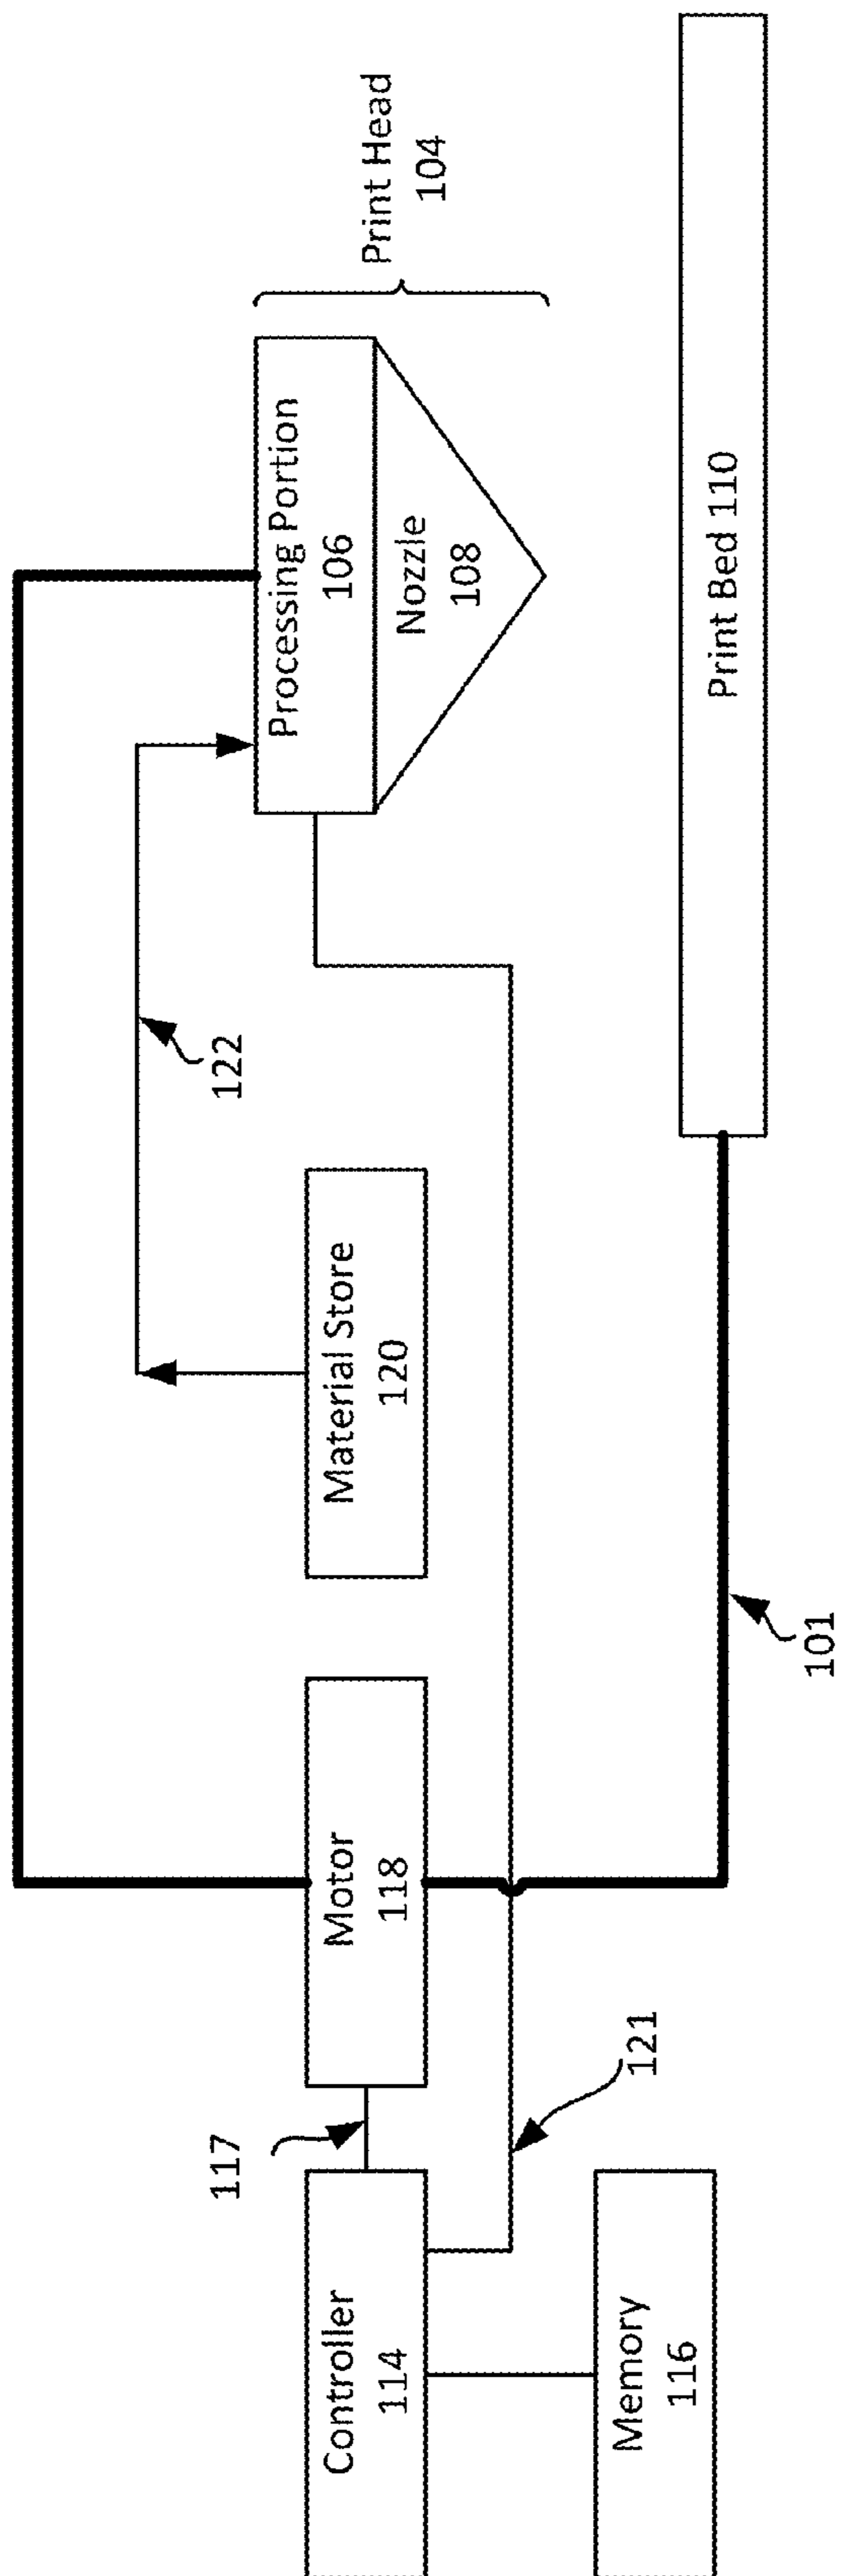 Controller
114
Memory
116
117
121
Motor
118
101
Material Store
120
122
Processing Portion
106
Nozzle
108
Print Head
104
Print Bed 110